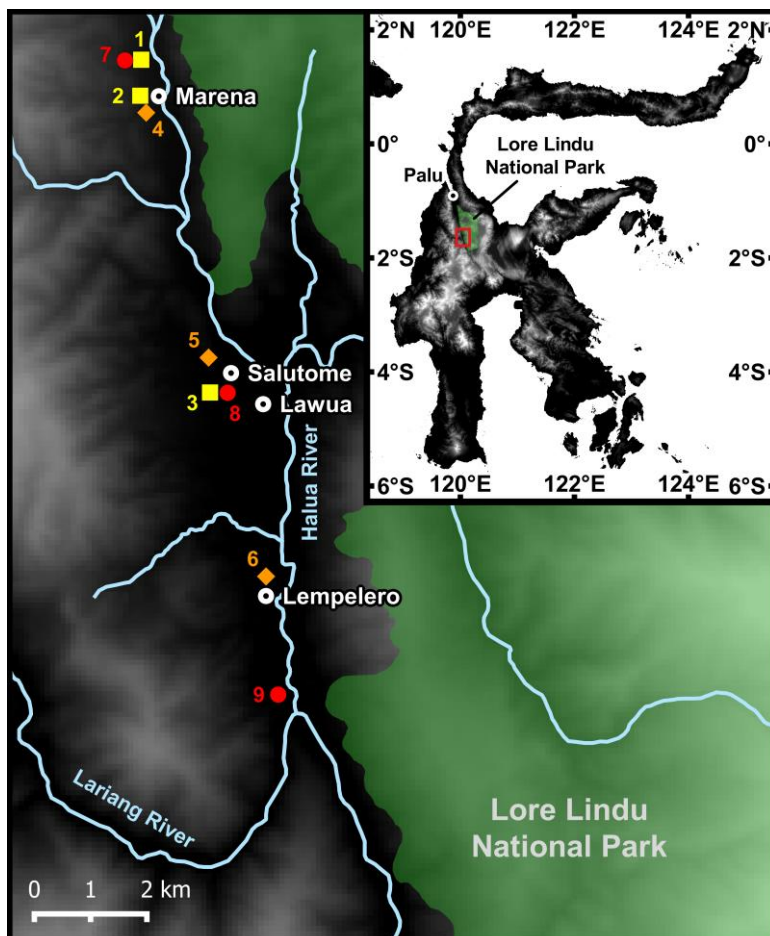 1
7
2
Marena
4
5
Salutome
3
8
Lawua
Halua River
6
Lempelero
9
Lariang River
Lore Lindu
National Park
0 1 2 km
2°N 120°E 122°E 124°E 2°N
0° 0°
Lore Lindu
National Park
Palu
2°S 2°S
4°S 4°S
6°S 120°E 122°E 124°E 6°S